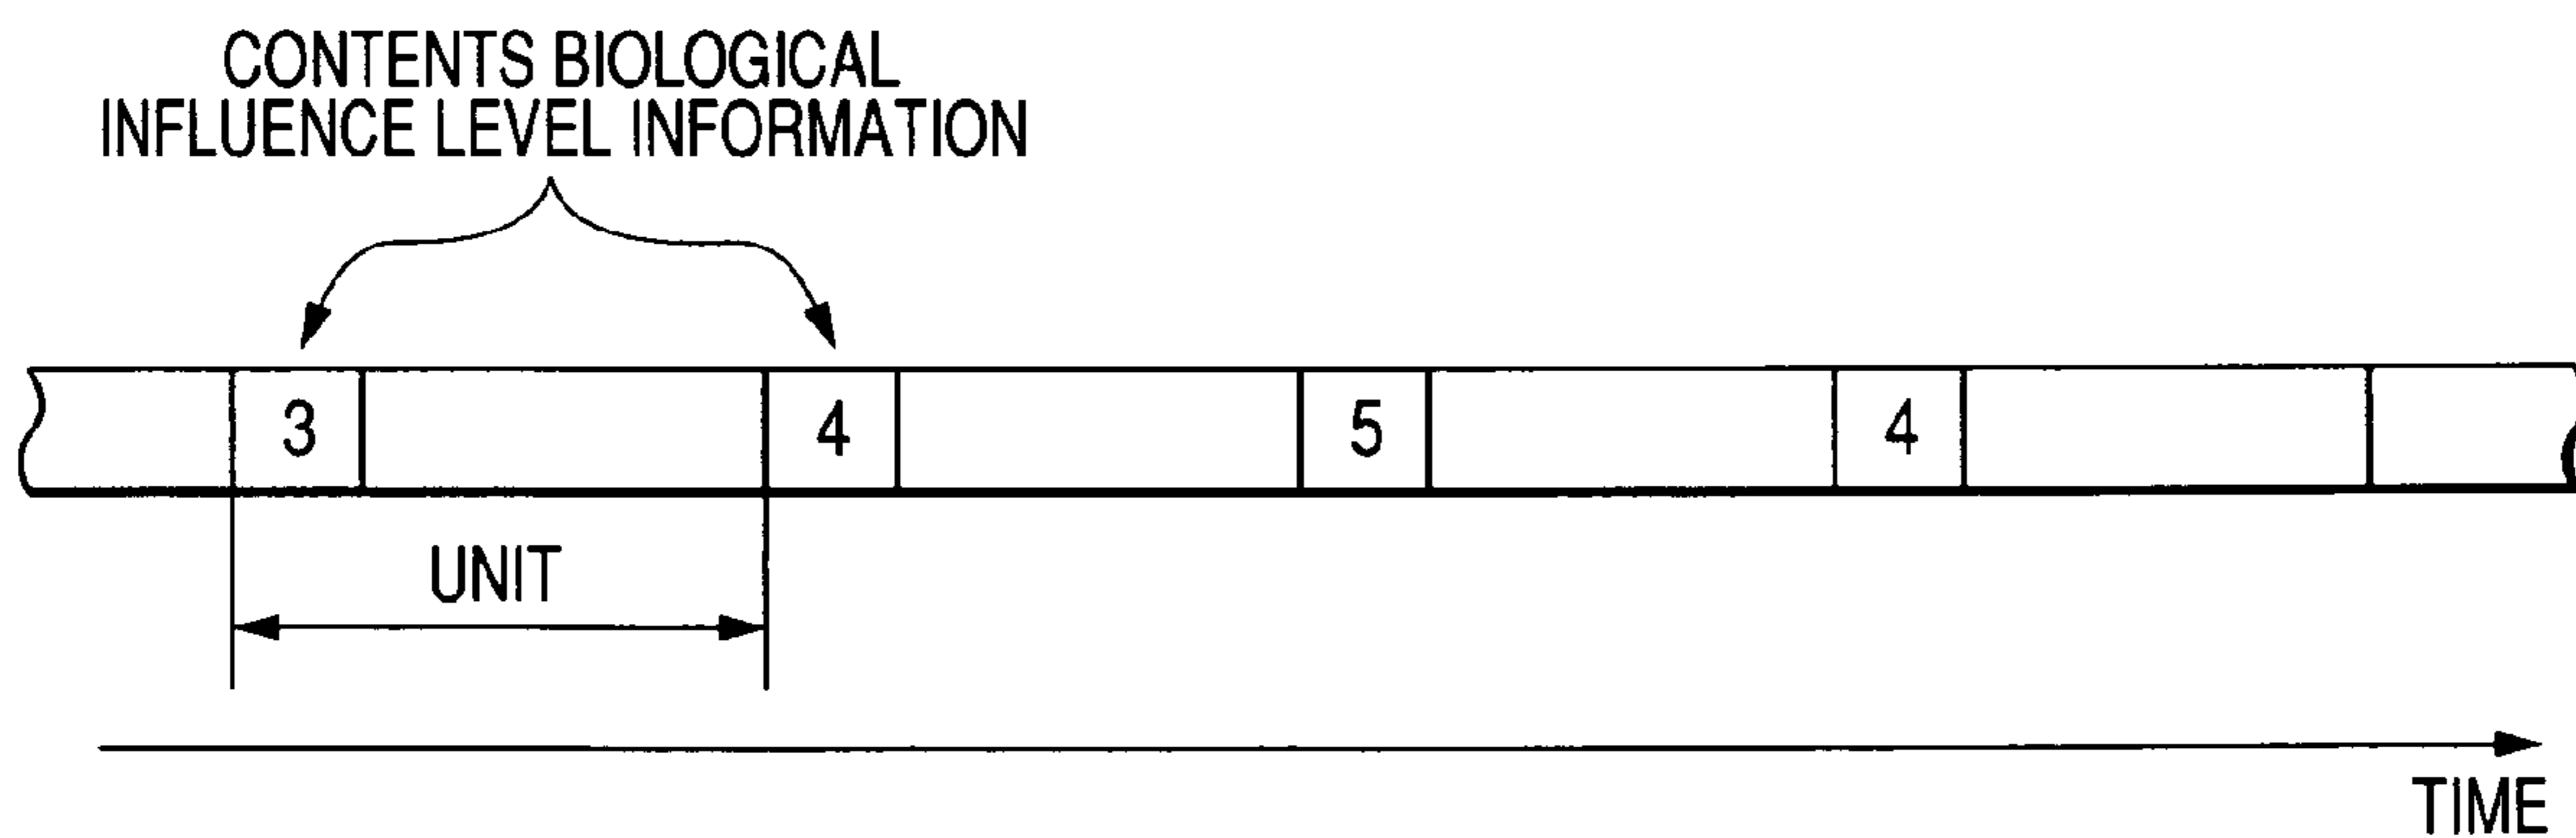 CONTENTS BIOLOGICAL
INFLUENCE LEVEL INFORMATION
3 4 5 4
UNIT
TIME